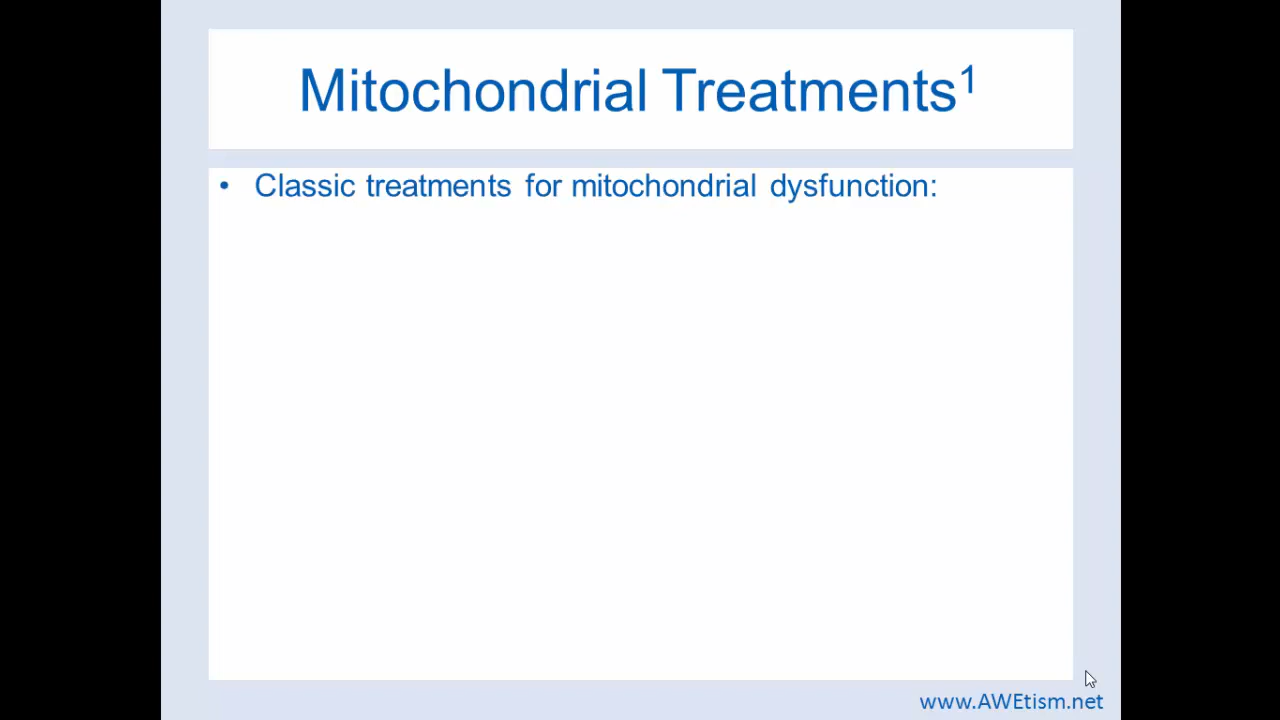 Mitochondrial Treatments¹
• Classic treatments for mitochondrial dysfunction:
www.AWEtism.net